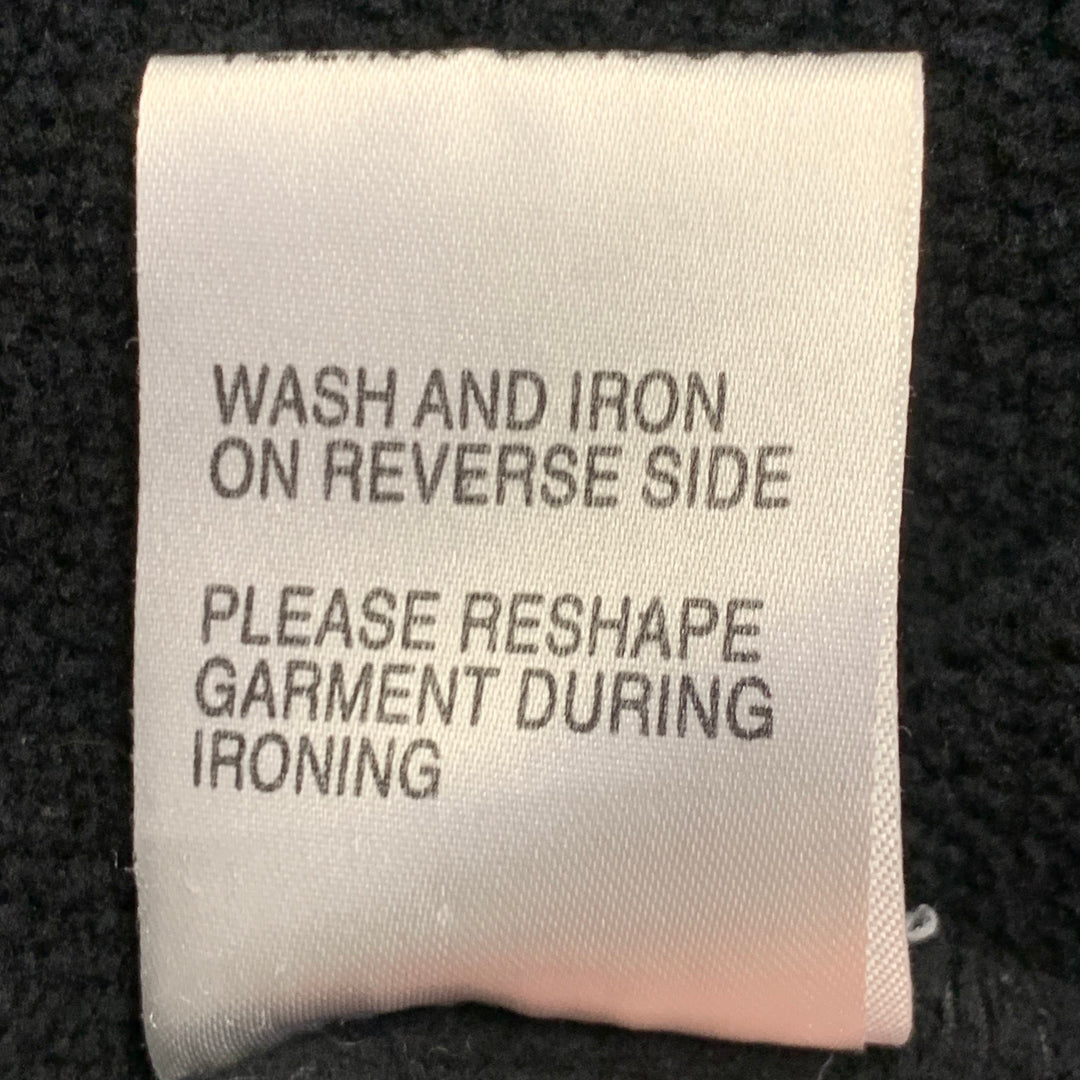 WASH AND IRON
ON REVERSE SIDE
PLEASE RESHAPE
GARMENT DURING
IRONING